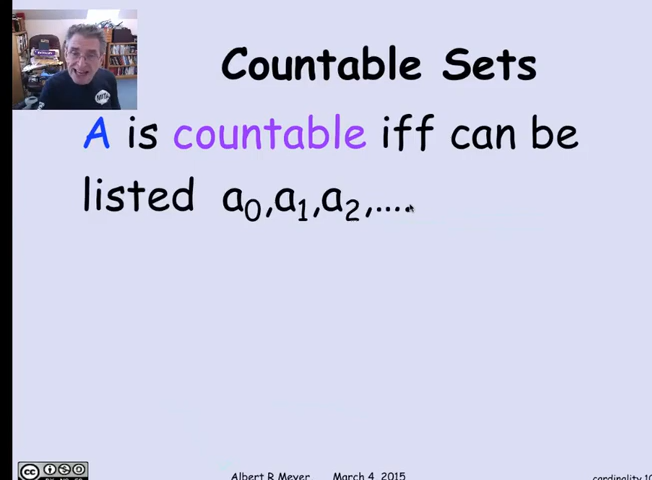 Countable Sets
A is countable iff can be
listed a₀,a₁,a₂,....
Albert R Meyer March 4, 2015